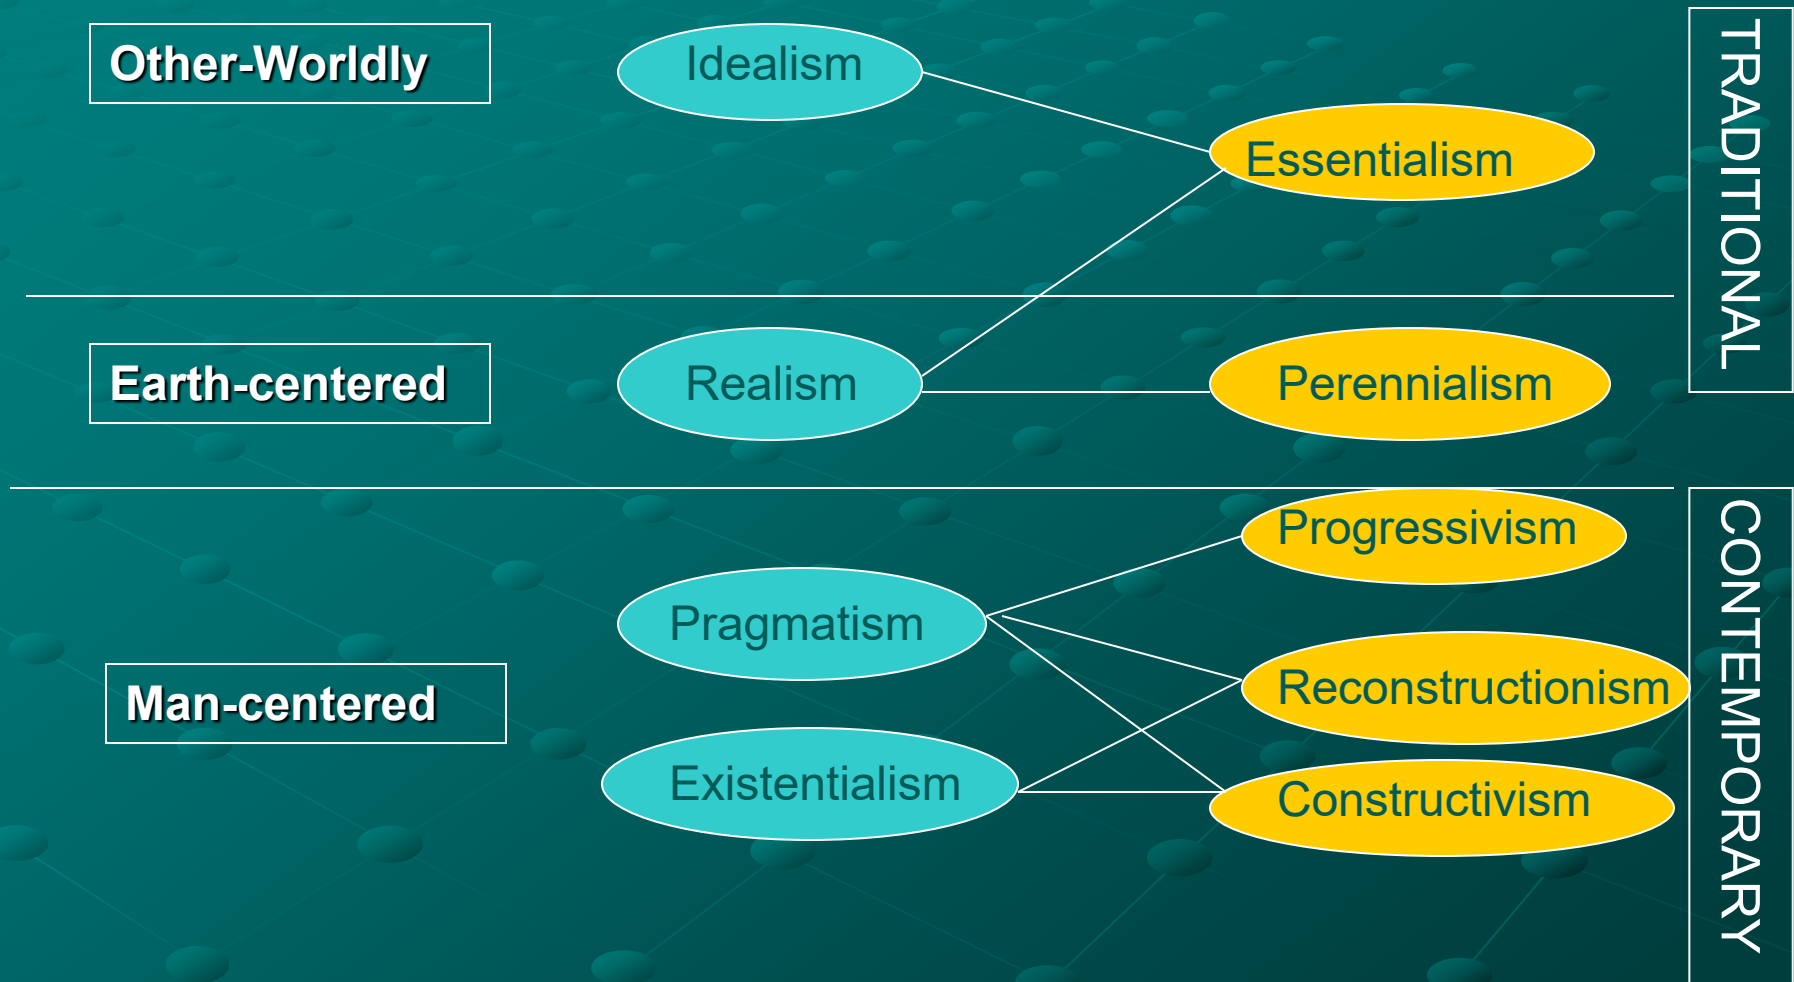 Other-Worldly
Idealism
Essentialism
TRADITIONAL
Earth-centered
Realism
Perennialism
Progressivism
Pragmatism
Reconstructionism
Man-centered
Existentialism
Constructivism
CONTEMPORARY